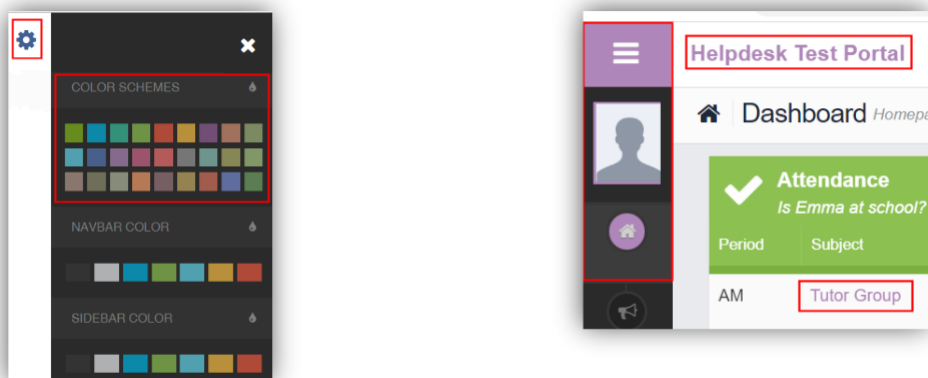 COLOR SCHEMES
NAVBAR COLOR
SIDEBAR COLOR
Helpdesk Test Portal
Dashboard Homepa
Attendance
Is Emma at school?
Period Subject
AM Tutor Group